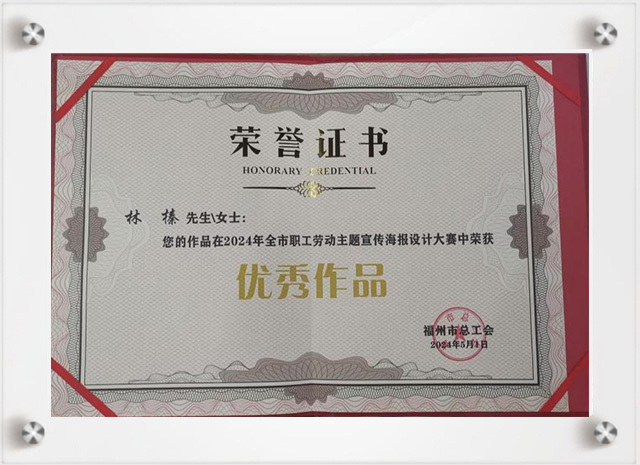 荣誉证书
HONORARY CREDENTIAL
林 榛 先生\女士:
您的作品在2024年全市职工劳动主题宣传海报设计大赛中荣获
优秀作品
福州市总工会
2024年5月1日